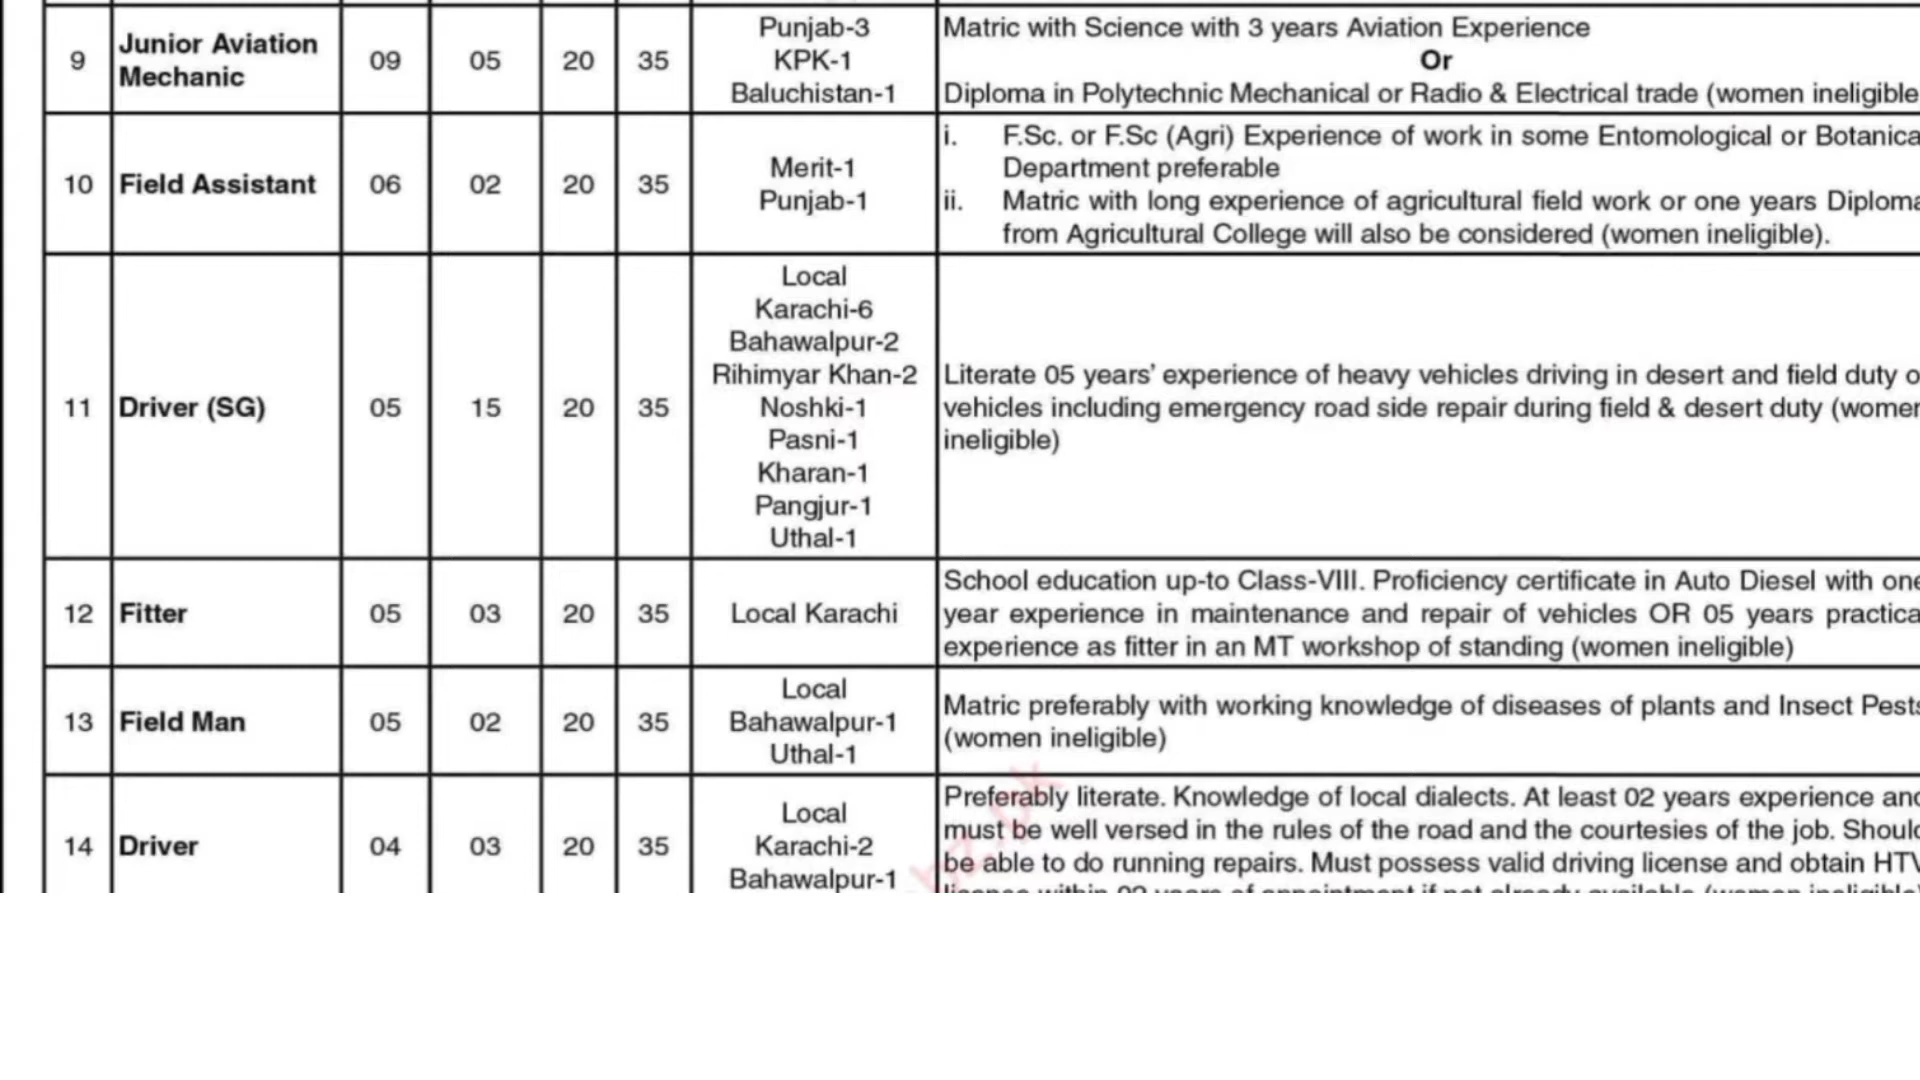 9
Junior Aviation
Mechanic
09
05
20
35
Punjab-3
KPK-1
Baluchistan-1
Matric with Science with 3 years Aviation Experience
Or
Diploma in Polytechnic Mechanical or Radio & Electrical trade (women ineligible
10
Field Assistant
06
02
20
35
Merit-1
Punjab-1
i. F.Sc. or F.Sc (Agri) Experience of work in some Entomological or Botanica
Department preferable
ii. Matric with long experience of agricultural field work or one years Diploma
from Agricultural College will also be considered (women ineligible).
11
Driver (SG)
05
15
20
35
Local
Karachi-6
Bahawalpur-2
Rihimyar Khan-2
Noshki-1
Pasni-1
Kharan-1
Pangjur-1
Uthal-1
Literate 05 years' experience of heavy vehicles driving in desert and field duty o
vehicles including emergency road side repair during field & desert duty (women
ineligible)
12
Fitter
05
03
20
35
Local Karachi
School education up-to Class-VIII. Proficiency certificate in Auto Diesel with one
year experience in maintenance and repair of vehicles OR 05 years practica
experience as fitter in an MT workshop of standing (women ineligible)
13
Field Man
05
02
20
35
Local
Bahawalpur-1
Uthal-1
Matric preferably with working knowledge of diseases of plants and Insect Pests
(women ineligible)
14
Driver
04
03
20
35
Local
Karachi-2
Bahawalpur-1
Preferably literate. Knowledge of local dialects. At least 02 years experience and
must be well versed in the rules of the road and the courtesies of the job. Should
be able to do running repairs. Must possess valid driving license and obtain HTV
license within 02 years of appointment if not already available (women ineligible)